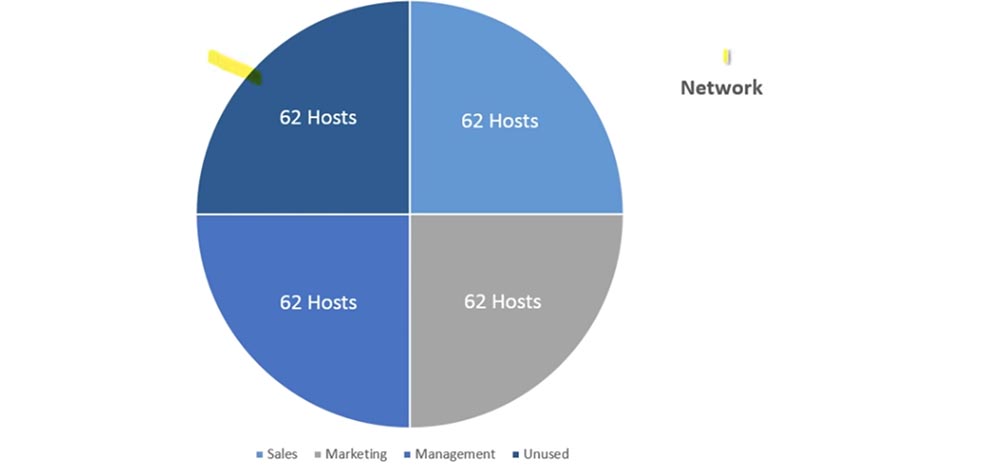 Network
62 Hosts
62 Hosts
62 Hosts
62 Hosts
Sales
Marketing
Management
Unused